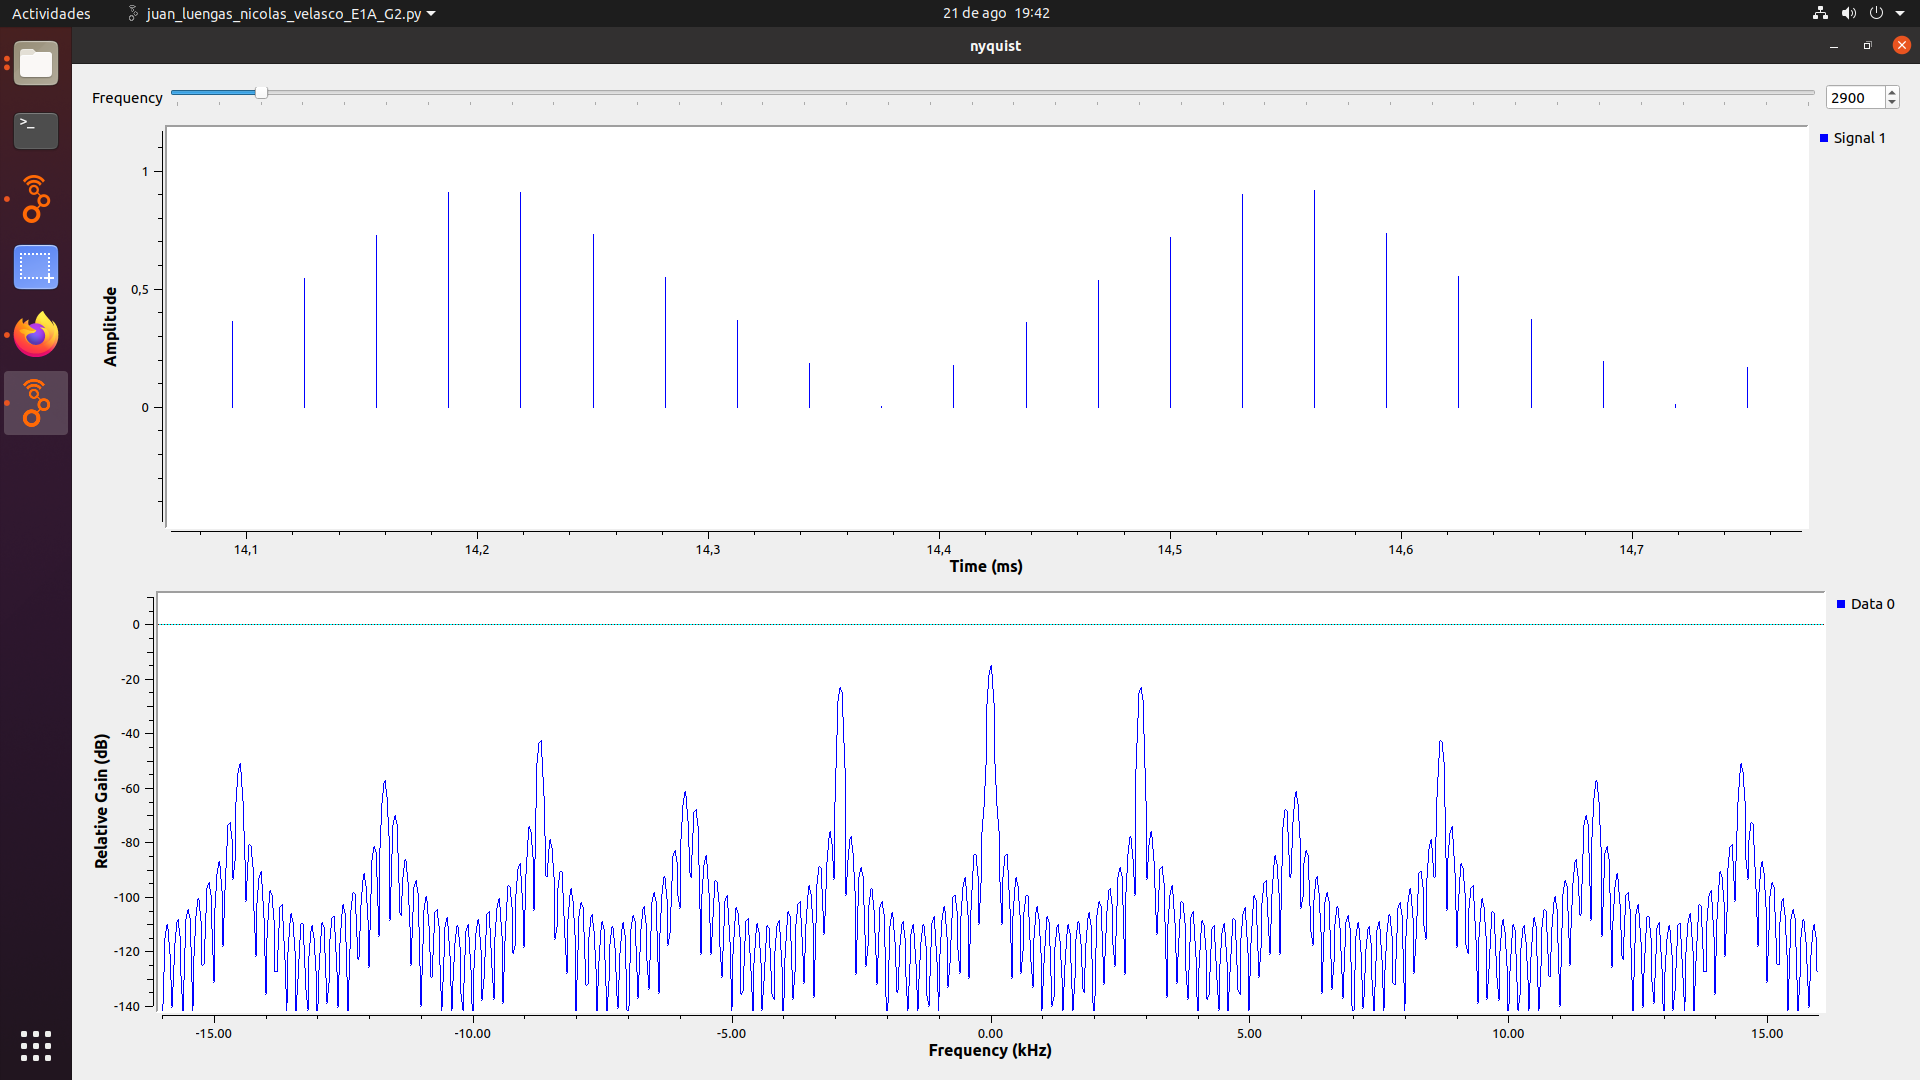 Actividades juan_luengas_nicolas_velasco_E1A_G2.py 21 de ago 19:42
nyquist
Frequency 2900
Signal 1
1
0,5
0
Amplitude
14,1 14,2 14,3 14,4 14,5 14,6 14,7
Time (ms)
Data 0
0
-20
-40
-60
-80
-100
-120
-140
Relative Gain (dB)
-15.00 -10.00 -5.00 0.00 5.00 10.00 15.00
Frequency (kHz)